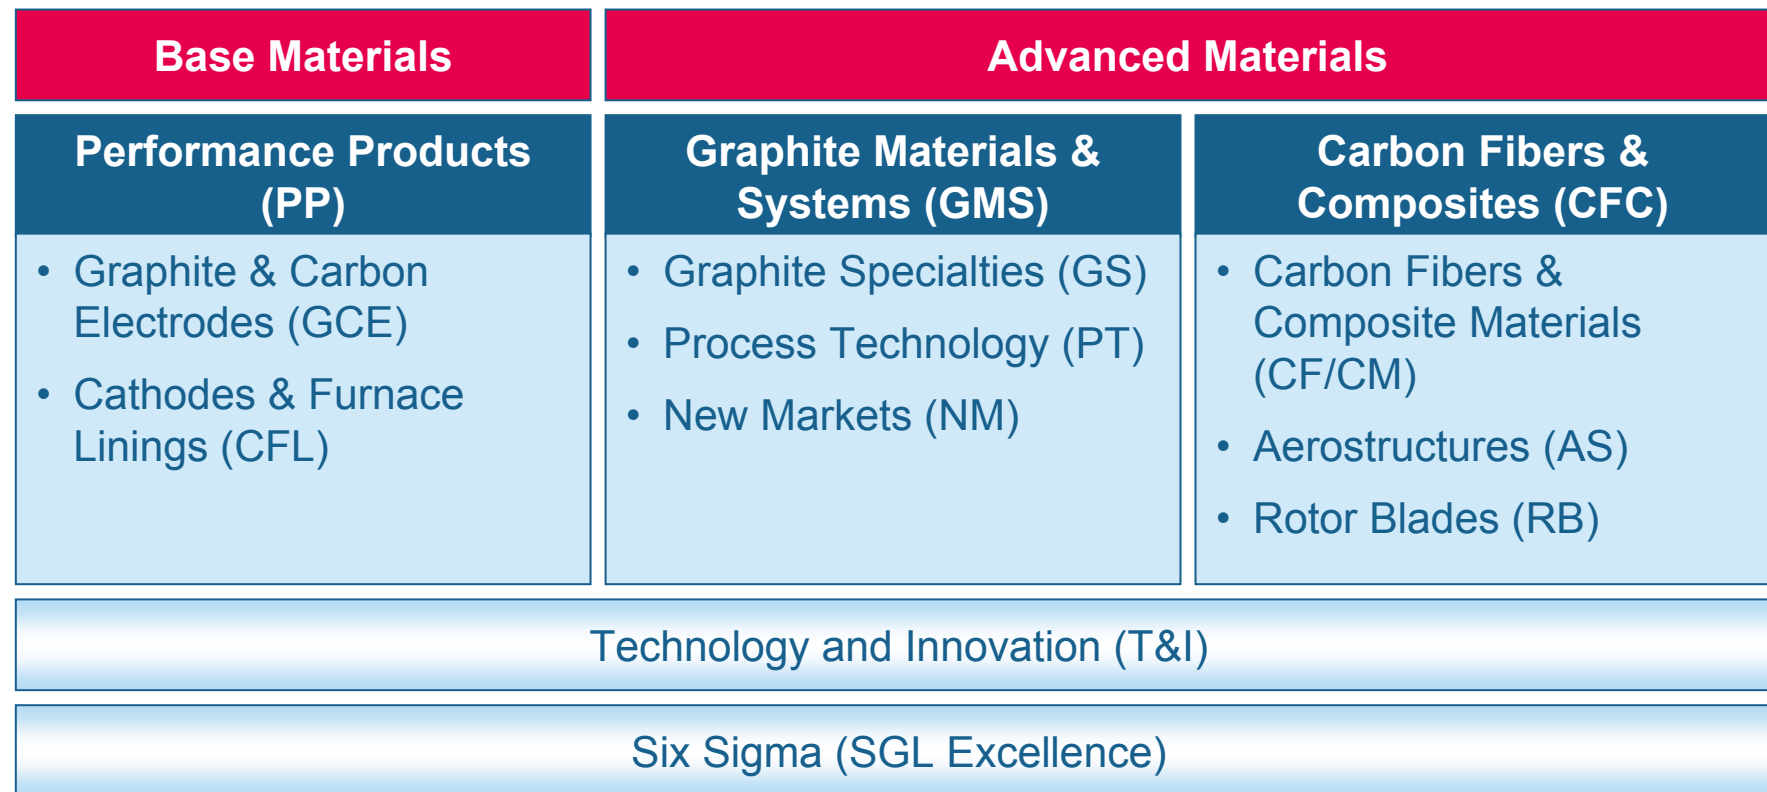 Base Materials
Advanced Materials
Performance Products
(PP)
Graphite Materials &
Systems (GMS)
Carbon Fibers &
Composites (CFC)
• Graphite & Carbon
Electrodes (GCE)
• Cathodes & Furnace
Linings (CFL)
• Graphite Specialties (GS)
• Process Technology (PT)
• New Markets (NM)
• Carbon Fibers &
Composite Materials
(CF/CM)
• Aerostructures (AS)
• Rotor Blades (RB)
Technology and Innovation (T&I)
Six Sigma (SGL Excellence)